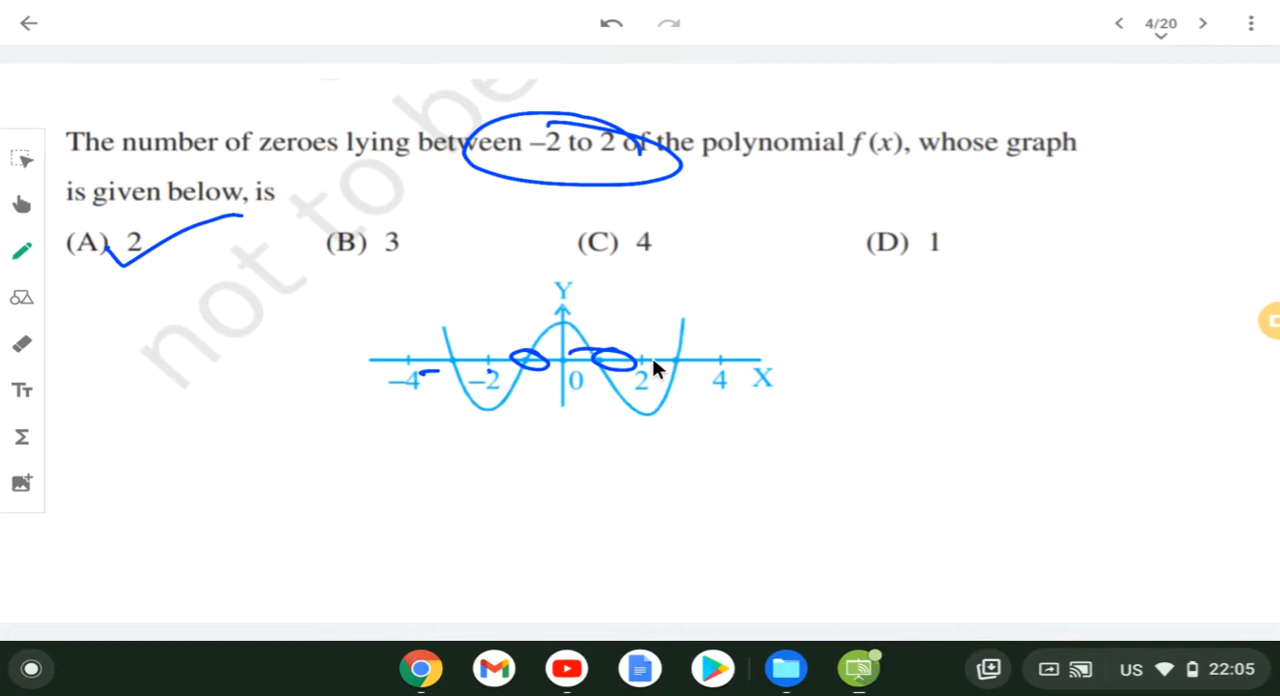 4/20
The number of zeroes lying between –2 to 2 of the polynomial f (x), whose graph
is given below, is
(A) 2 (B) 3 (C) 4 (D) 1
Y
–4 –2 0 2 4 X
not to be
Tт
Σ
US 22:05